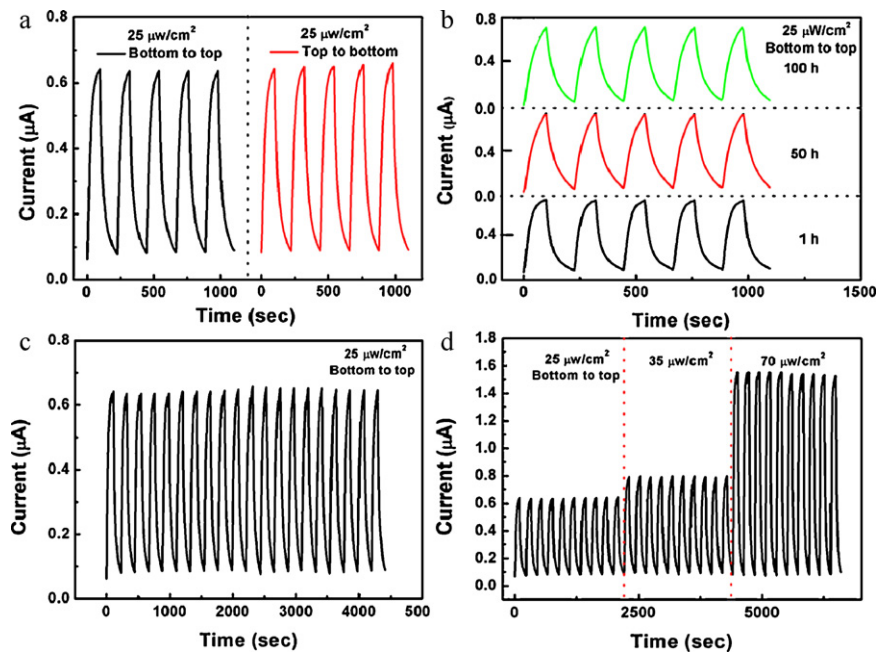 a
25 μw/cm²
Bottom to top
25 μw/cm²
Top to bottom
0.8
0.6
0.4
0.2
0.0
Current (μA)
0 500 1000 0 500 1000
Time (sec)
b
25 μW/cm²
Bottom to top
100 h
50 h
1 h
0.8
0.4
0.0
0.4
0.0
0.4
0.0
Current (μA)
0 500 1000 1500
Time (sec)
c
25 μw/cm²
Bottom to top
0.8
0.6
0.4
0.2
0.0
Current (μA)
0 1000 2000 3000 4000 500
Time (sec)
d
25 μw/cm²
Bottom to top
35 μw/cm²
70 μw/cm²
1.8
1.6
1.4
1.2
1.0
0.8
0.6
0.4
0.2
0.0
Current (μA)
0 2500 5000
Time (sec)